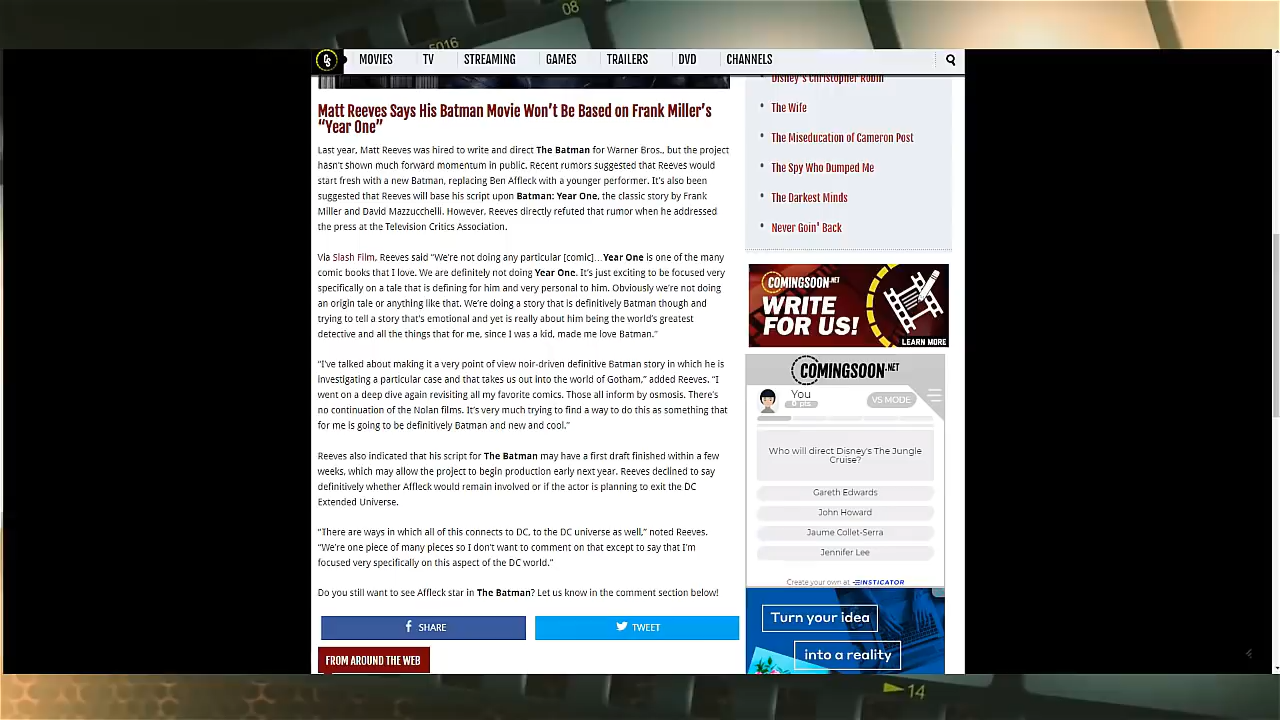 08
5016
MOVIES TV STREAMING GAMES TRAILERS DVD CHANNELS
Matt Reeves Says His Batman Movie Won't Be Based on Frank Miller's
"Year One"
Last year, Matt Reeves was hired to write and direct The Batman for Warner Bros., but the project
hasn't shown much forward momentum in public. Recent rumors suggested that Reeves would
start fresh with a new Batman, replacing Ben Affleck with a younger performer. It's also been
suggested that Reeves will base his script upon Batman: Year One, the classic story by Frank
Miller and David Mazzucchelli. However, Reeves directly refuted that rumor when he addressed
the press at the Television Critics Association.
Via Slash Film, Reeves said "We're not doing any particular [comic]…Year One is one of the many
comic books that I love. We are definitely not doing Year One. It's just exciting to be focused very
specifically on a tale that is defining for him and very personal to him. Obviously we're not doing
an origin tale or anything like that. We're doing a story that is definitively Batman though and
trying to tell a story that's emotional and yet is really about him being the world's greatest
detective and all the things that for me, since I was a kid, made me love Batman."
"I've talked about making it a very point of view noir-driven definitive Batman story in which he is
investigating a particular case and that takes us out into the world of Gotham," added Reeves. "I
went on a deep dive again revisiting all my favorite comics. Those all inform by osmosis. There's
no continuation of the Nolan films. It's very much trying to find a way to do this as something that
for me is going to be definitively Batman and new and cool."
Reeves also indicated that his script for The Batman may have a first draft finished within a few
weeks, which may allow the project to begin production early next year. Reeves declined to say
definitively whether Affleck would remain involved or if the actor is planning to exit the DC
Extended Universe.
"There are ways in which all of this connects to DC, to the DC universe as well," noted Reeves.
"We're one piece of many pieces so I don't want to comment on that except to say that I'm
focused very specifically on this aspect of the DC world."
Do you still want to see Affleck star in The Batman? Let us know in the comment section below!
SHARE
TWEET
FROM AROUND THE WEB
Disney's Christopher Robin
The Wife
The Miseducation of Cameron Post
The Spy Who Dumped Me
The Darkest Minds
Never Goin' Back
COMINGSOON.NET
WRITE
FOR US!
LEARN MORE
COMINGSOON.NET
You
0 pts
VS MODE
Who will direct Disney's The Jungle
Cruise?
Gareth Edwards
John Howard
Jaume Collet-Serra
Jennifer Lee
Create your own at INSTICATOR
Turn your idea
into a reality
14